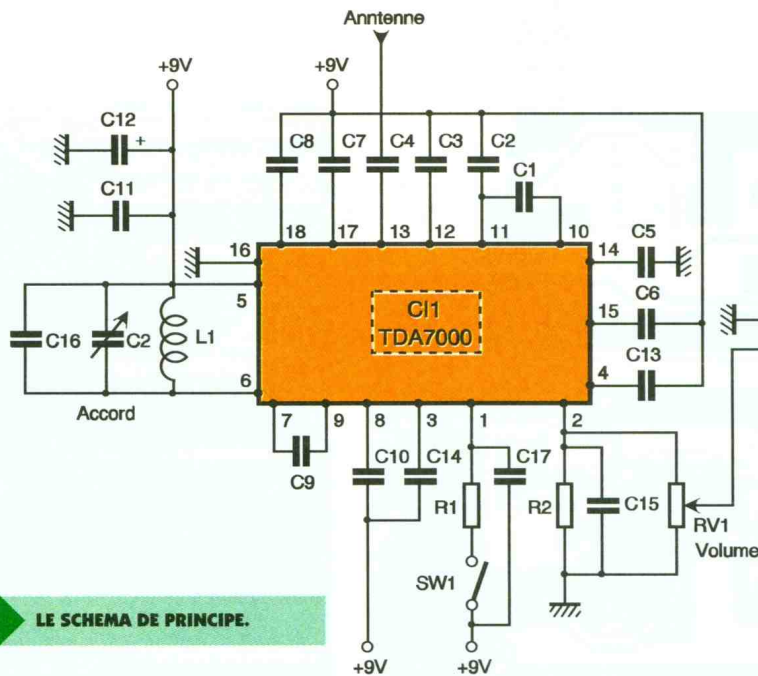 Anntenne
+9V
+9V
C12
+
C11
C8
C7
C4
C3
C2
C1
18
17
13
12
11
10
16
14
C5
5
CI1
TDA7000
15
C6
C16
C2
L1
C13
6
4
Accord
7
9
8
3
1
2
C9
C10
C14
R1
C17
R2
C15
RV1
Volume
SW1
LE SCHEMA DE PRINCIPE.
+9V
+9V